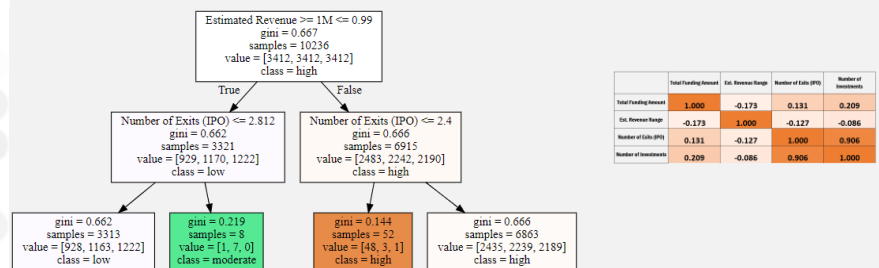 Estimated Revenue >= 1M <= 0.99
gini = 0.667
samples = 10236
value = [3412, 3412, 3412]
class = high
True
False
Number of Exits (IPO) <= 2.812
gini = 0.662
samples = 3321
value = [929, 1170, 1222]
class = low
Number of Exits (IPO) <= 2.4
gini = 0.666
samples = 6915
value = [2483, 2242, 2190]
class = high
gini = 0.662
samples = 3313
value = [928, 1163, 1222]
class = low
gini = 0.219
samples = 8
value = [1, 7, 0]
class = moderate
gini = 0.144
samples = 52
value = [48, 3, 1]
class = high
gini = 0.666
samples = 6863
value = [2435, 2239, 2189]
class = high
Total Funding Amount Est. Revenue Range Number of Exits (IPO) Number of Investments
Total Funding Amount 1.000 -0.173 0.131 0.209
Est. Revenue Range -0.173 1.000 -0.127 -0.086
Number of Exits (IPO) 0.131 -0.127 1.000 0.906
Number of Investments 0.209 -0.086 0.906 1.000